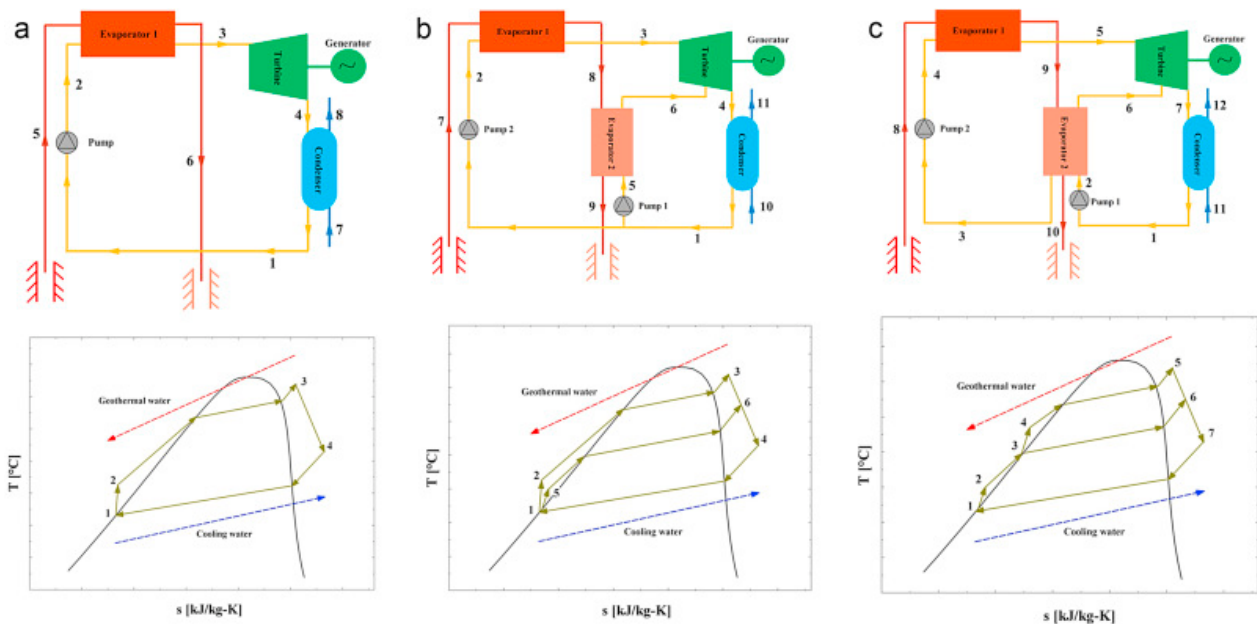 a
Evaporator 1
3
Generator
Turbine
2
4
8
5
Pump
6
Condenser
7
1
b
Evaporator 1
3
Generator
Turbine
2
8
4
11
6
7
Pump 2
Evaporator 2
Condenser
5
9
Pump 1
10
1
c
Evaporator 1
5
Generator
Turbine
4
9
7
12
6
8
Pump 2
Evaporator 2
Condenser
2
Pump 1
11
3
10
1
T [°C]
Geothermal water
3
4
2
1
Cooling water
s [kJ/kg-K]
T [°C]
Geothermal water
3
6
4
2
5
1
Cooling water
s [kJ/kg-K]
T [°C]
Geothermal water
5
6
4
7
3
2
1
Cooling water
s [kJ/kg-K]